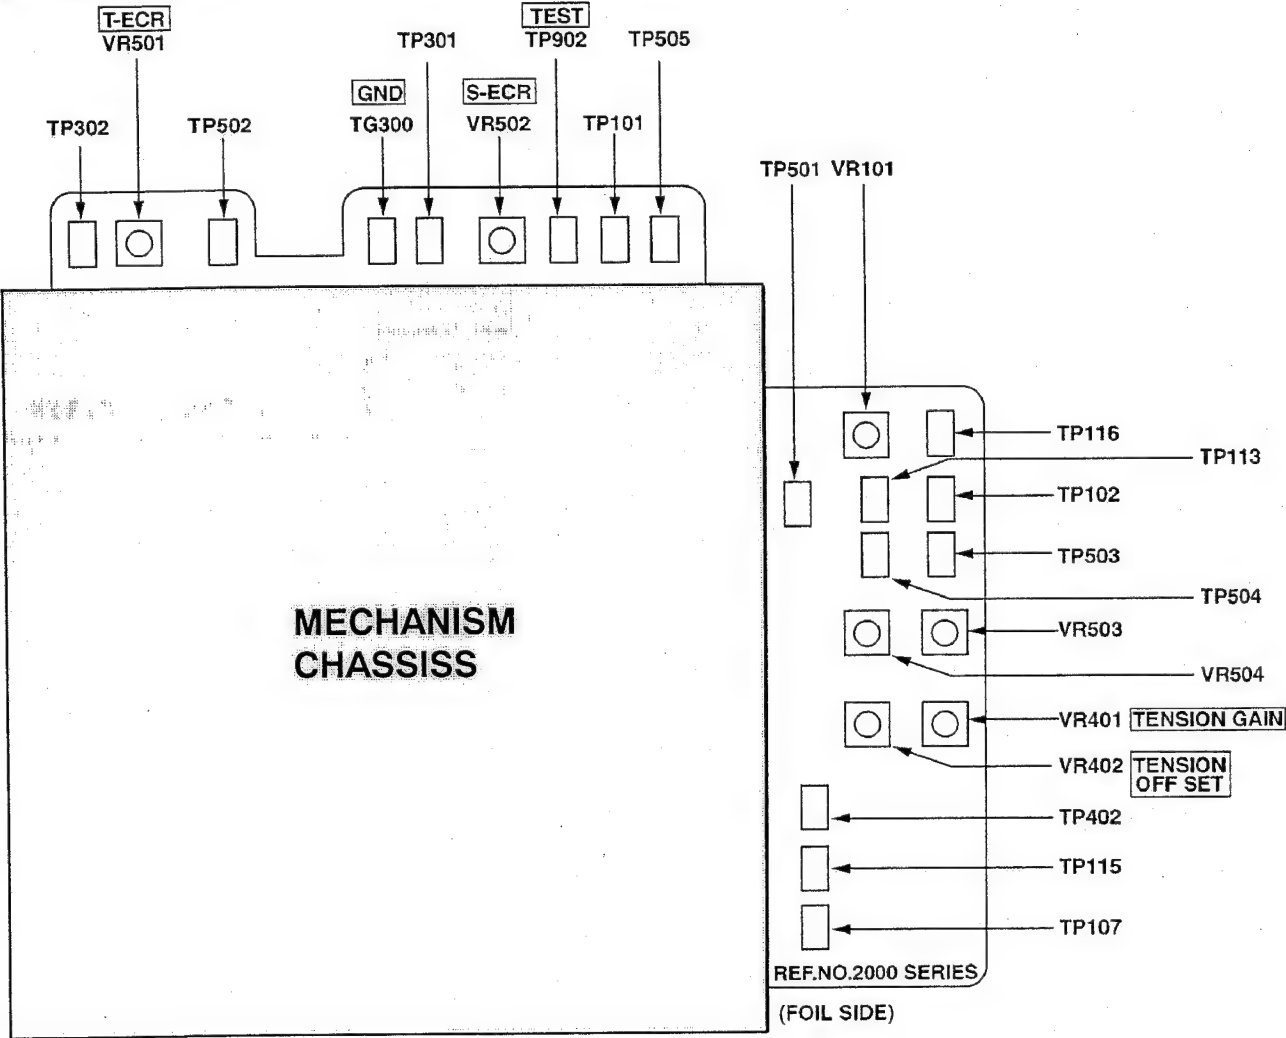 T-ECR
VR501
TP301
TEST
TP902
TP505
GND
TG300
S-ECR
VR502
TP302
TP502
TP101
TP501 VR101
TP116
TP113
TP102
TP503
TP504
VR503
VR504
VR401 TENSION GAIN
VR402 TENSION
OFF SET
TP402
TP115
TP107
MECHANISM
CHASSISS
REF.NO.2000 SERIES
(FOIL SIDE)